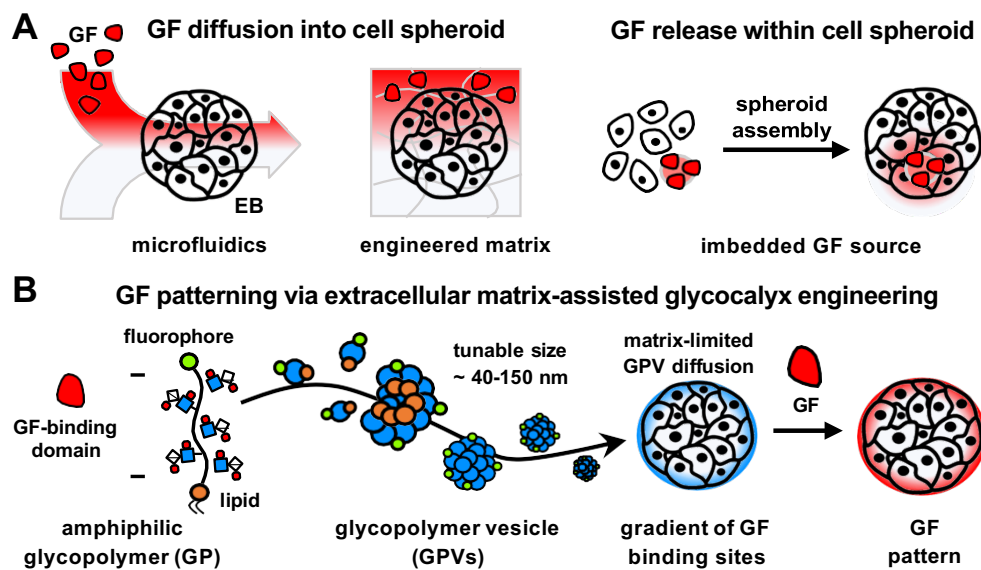 A
GF diffusion into cell spheroid
GF release within cell spheroid
GF
EB
spheroid
assembly
microfluidics
engineered matrix
imbedded GF source
B
GF patterning via extracellular matrix-assisted glycocalyx engineering
fluorophore
GF-binding
domain
lipid
amphiphilic
glycopolymer (GP)
tunable size
~ 40-150 nm
glycopolymer vesicle
(GPVs)
matrix-limited
GPV diffusion
gradient of GF
binding sites
GF
GF
pattern